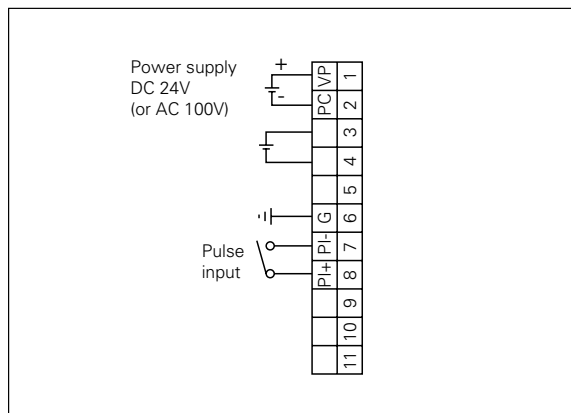 Power supply
DC 24V
(or AC 100V)
+
-
VP 1
PC 2
3
4
5
G 6
PI- 7
PI+ 8
9
10
11
Pulse
input